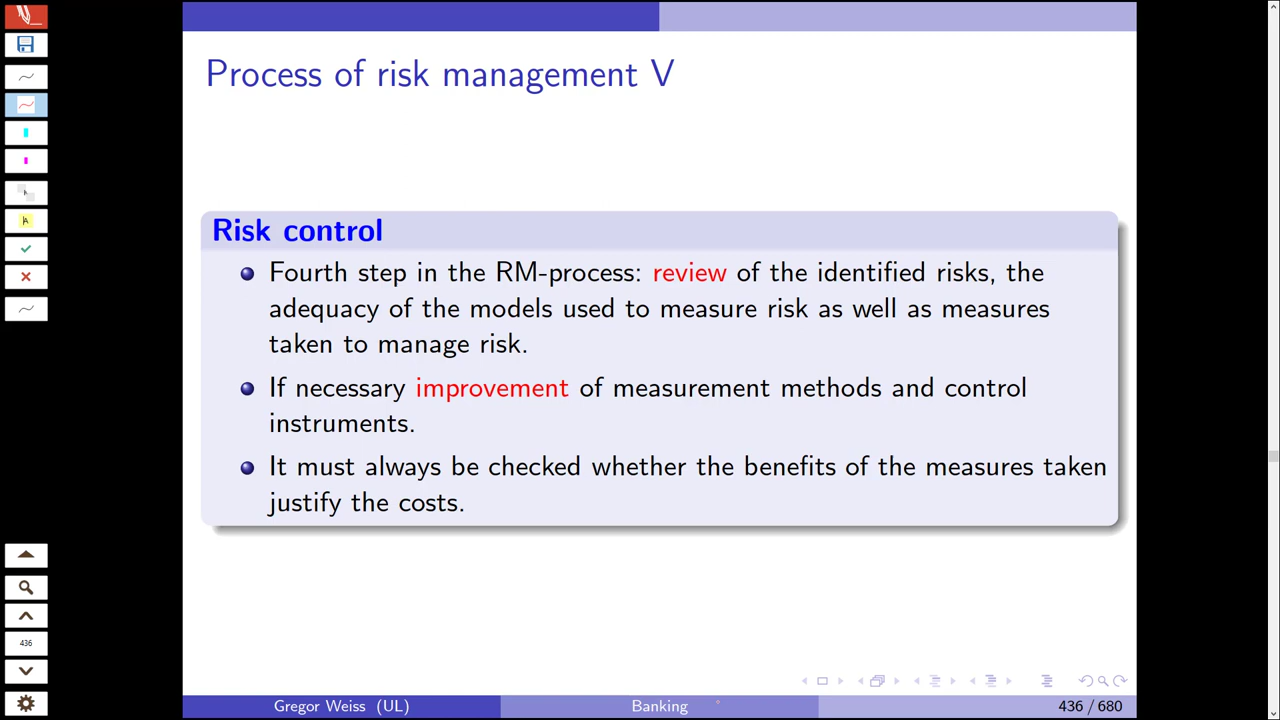 Process of risk management V
Risk control
Fourth step in the RM-process: review of the identified risks, the
adequacy of the models used to measure risk as well as measures
taken to manage risk.
If necessary improvement of measurement methods and control
instruments.
It must always be checked whether the benefits of the measures taken
justify the costs.
436
Gregor Weiss (UL) Banking 436 / 680